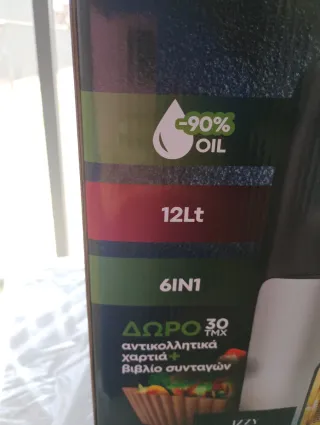 -90%
OIL
12Lt
6IN1
ΔΩΡΟ 30
ΤΜΧ
αντικολλητικά
χαρτιά +
βιβλίο συνταγών